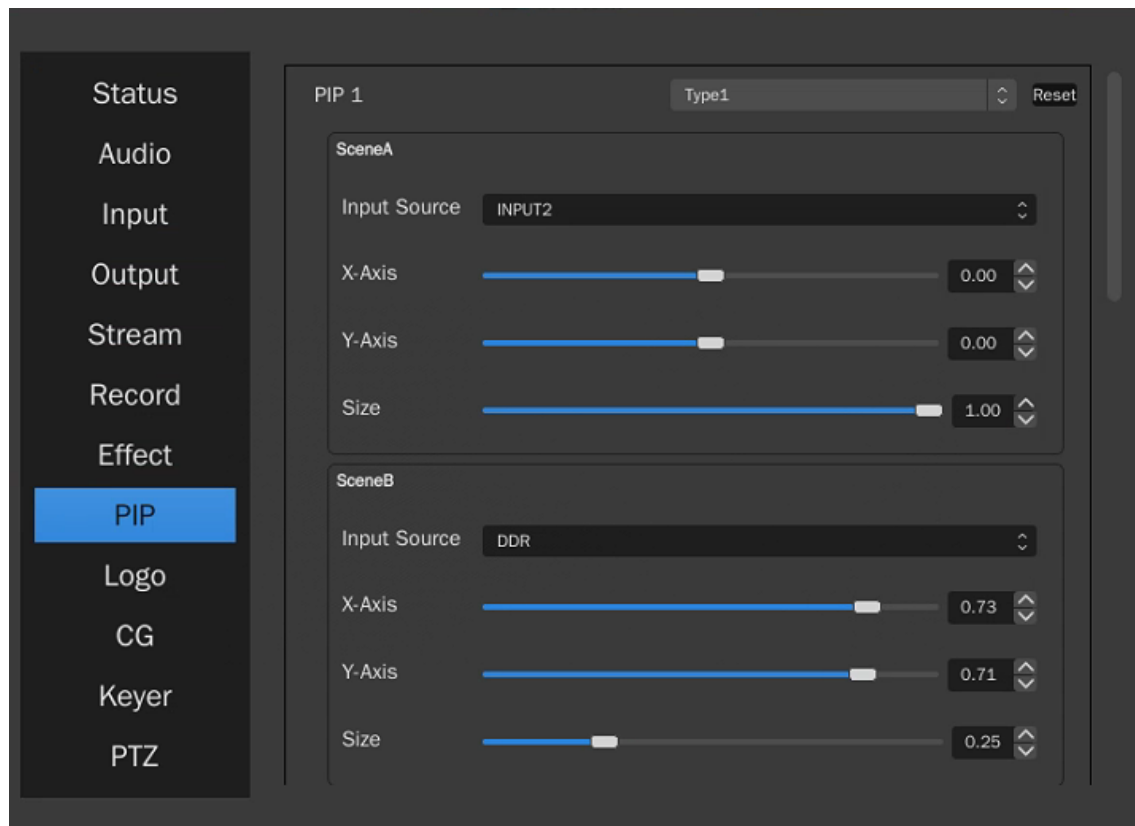 Status
Audio
Input
Output
Stream
Record
Effect
PIP
Logo
CG
Keyer
PTZ
PIP 1 Type1 Reset
SceneA
Input Source INPUT2
X-Axis 0.00
Y-Axis 0.00
Size 1.00
SceneB
Input Source DDR
X-Axis 0.73
Y-Axis 0.71
Size 0.25